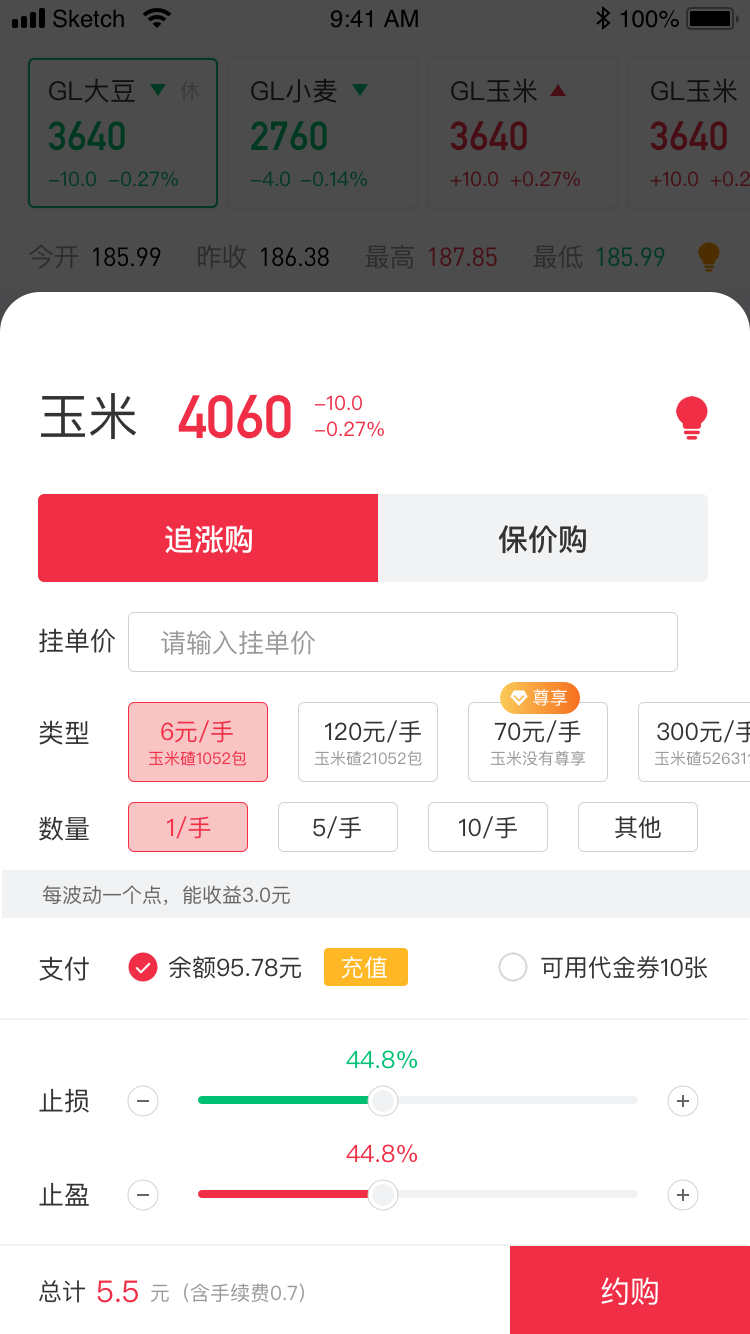 Sketch 9:41 AM 100%
GL大豆 休 GL小麦 GL玉米 GL玉米
3640 2760 3640 3640
-10.0 -0.27% -4.0 -0.14% +10.0 +0.27% +10.0 +0.2
今开 185.99 昨收 186.38 最高 187.85 最低 185.99
玉米 4060 -10.0
-0.27%
追涨购 保价购
挂单价 请输入挂单价
尊享
类型 6元/手 120元/手 70元/手 300元/手
玉米碴1052包 玉米碴21052包 玉米没有尊享 玉米碴52631
数量 1/手 5/手 10/手 其他
每波动一个点，能收益3.0元
支付 余额95.78元 充值 可用代金券10张
44.8%
止损
44.8%
止盈
总计 5.5 元（含手续费0.7） 约购